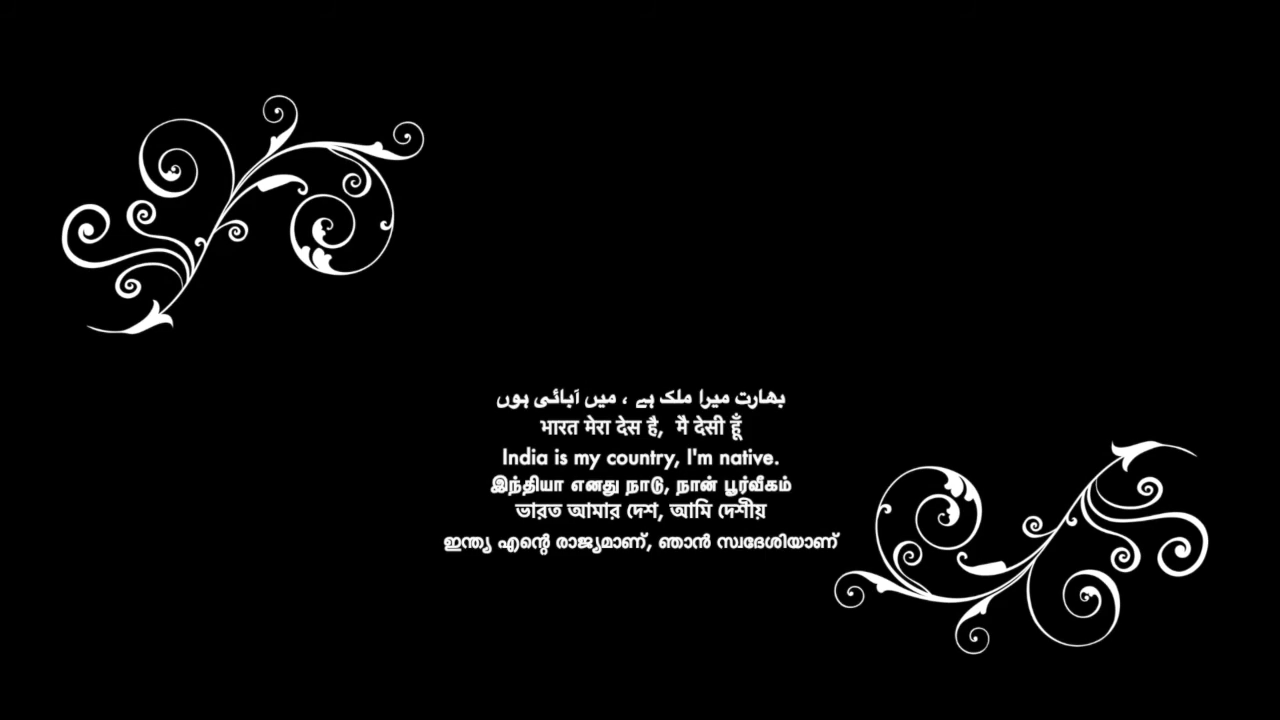 بھارت میرا ملک ہے ، میں آبائی ہوں
भारत मेरा देस है, मै देसी हूँ
India is my country, I'm native.
இந்தியா எனது நாடு, நான் பூர்வீகம்
ভারত আমার দেশ, আমি দেশীয়
ഇന്ത്യ എന്റെ രാജ്യമാണ്, ഞാൻ സ്വദേശിയാണ്